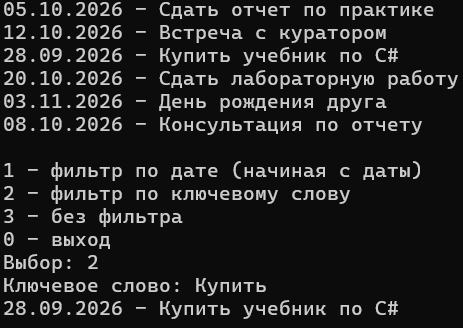 05.10.2026 – Сдать отчет по практике
12.10.2026 – Встреча с куратором
28.09.2026 – Купить учебник по C#
20.10.2026 – Сдать лабораторную работу
03.11.2026 – День рождения друга
08.10.2026 – Консультация по отчету
1 – фильтр по дате (начиная с даты)
2 – фильтр по ключевому слову
3 – без фильтра
0 – выход
Выбор: 2
Ключевое слово: Купить
28.09.2026 – Купить учебник по C#